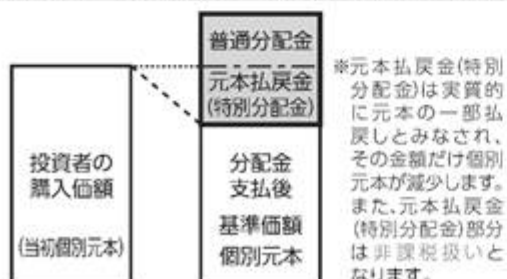 普通分配金
元本払戻金
(特別分配金)
投資者の
購入価額
(当初個別元本)
分配金
支払後
基準価額
個別元本
※元本払戻金(特別
分配金)は実質的
に元本の一部払
戻しとみなされ、
その金額だけ個別
元本が減少します。
また、元本払戻金
(特別分配金)部分
は非課税扱いと
なります。